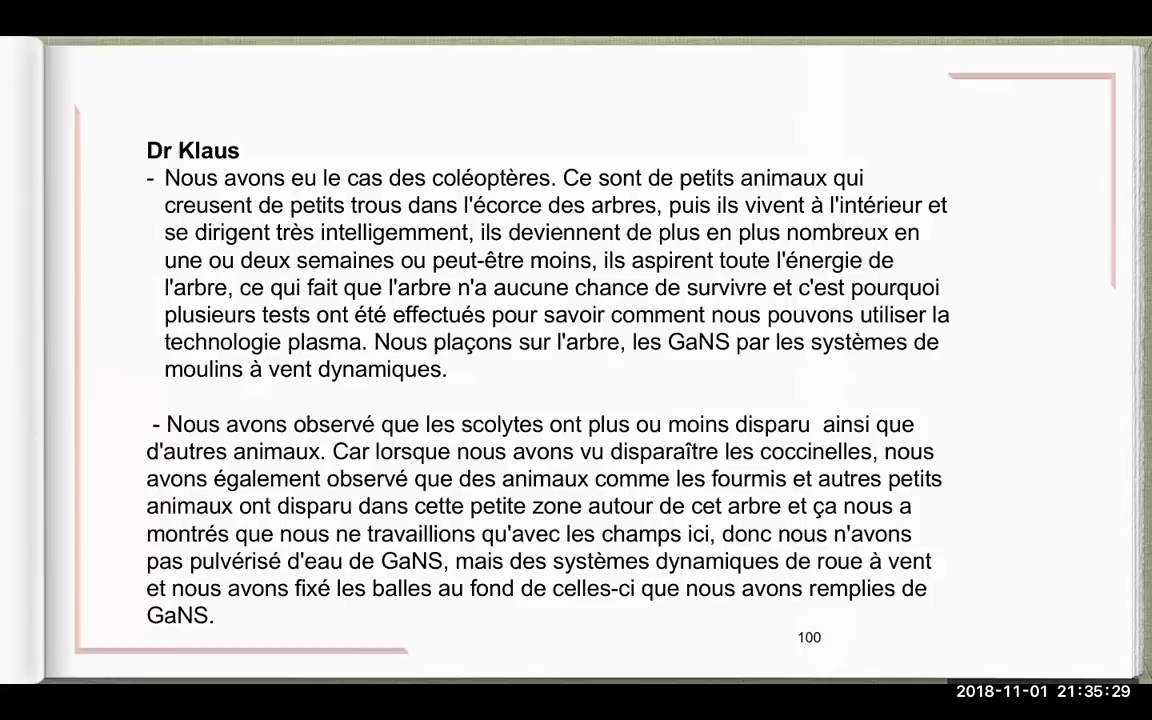 Dr Klaus
- Nous avons eu le cas des coléoptères. Ce sont de petits animaux qui
creusent de petits trous dans l'écorce des arbres, puis ils vivent à l'intérieur et
se dirigent très intelligemment, ils deviennent de plus en plus nombreux en
une ou deux semaines ou peut-être moins, ils aspirent toute l'énergie de
l'arbre, ce qui fait que l'arbre n'a aucune chance de survivre et c'est pourquoi
plusieurs tests ont été effectués pour savoir comment nous pouvons utiliser la
technologie plasma. Nous plaçons sur l'arbre, les GaNS par les systèmes de
moulins à vent dynamiques.
- Nous avons observé que les scolytes ont plus ou moins disparu ainsi que
d'autres animaux. Car lorsque nous avons vu disparaître les coccinelles, nous
avons également observé que des animaux comme les fourmis et autres petits
animaux ont disparu dans cette petite zone autour de cet arbre et ça nous a
montrés que nous ne travaillions qu'avec les champs ici, donc nous n'avons
pas pulvérisé d'eau de GaNS, mais des systèmes dynamiques de roue à vent
et nous avons fixé les balles au fond de celles-ci que nous avons remplies de
GaNS.
100
2018-11-01 21:35:29